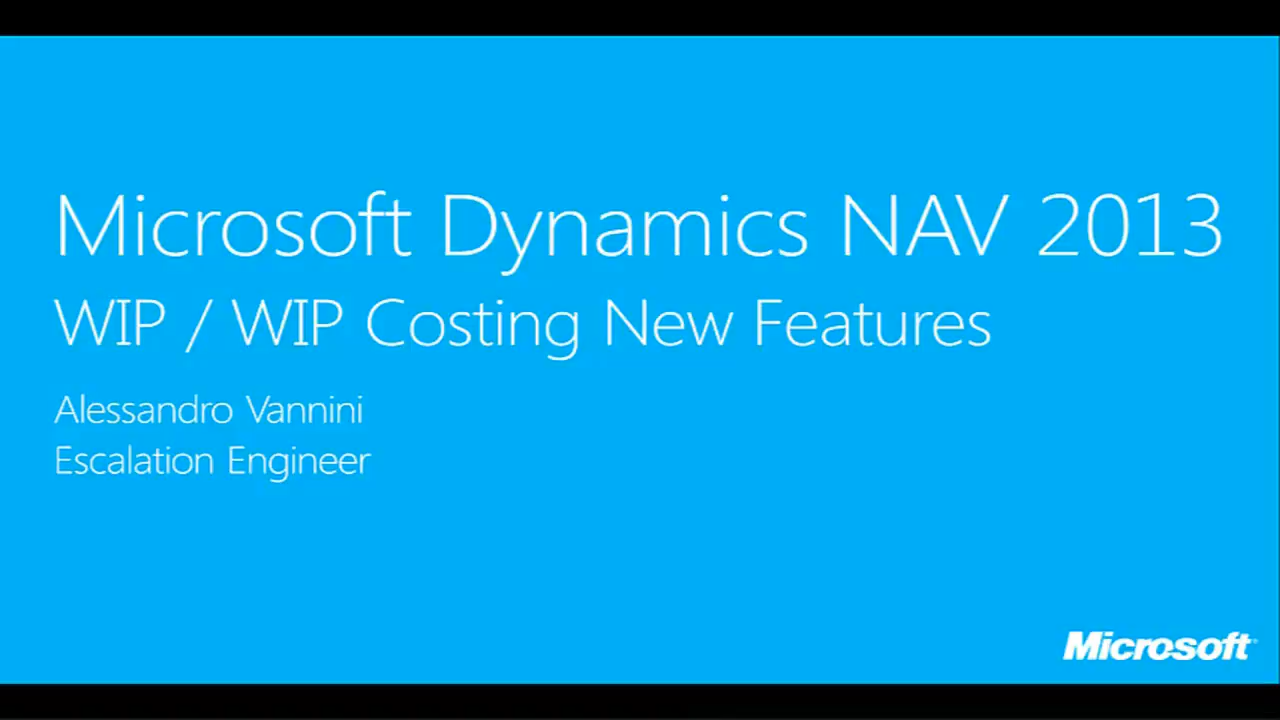 Microsoft Dynamics NAV 2013
WIP / WIP Costing New Features
Alessandro Vannini
Escalation Engineer
Microsoft